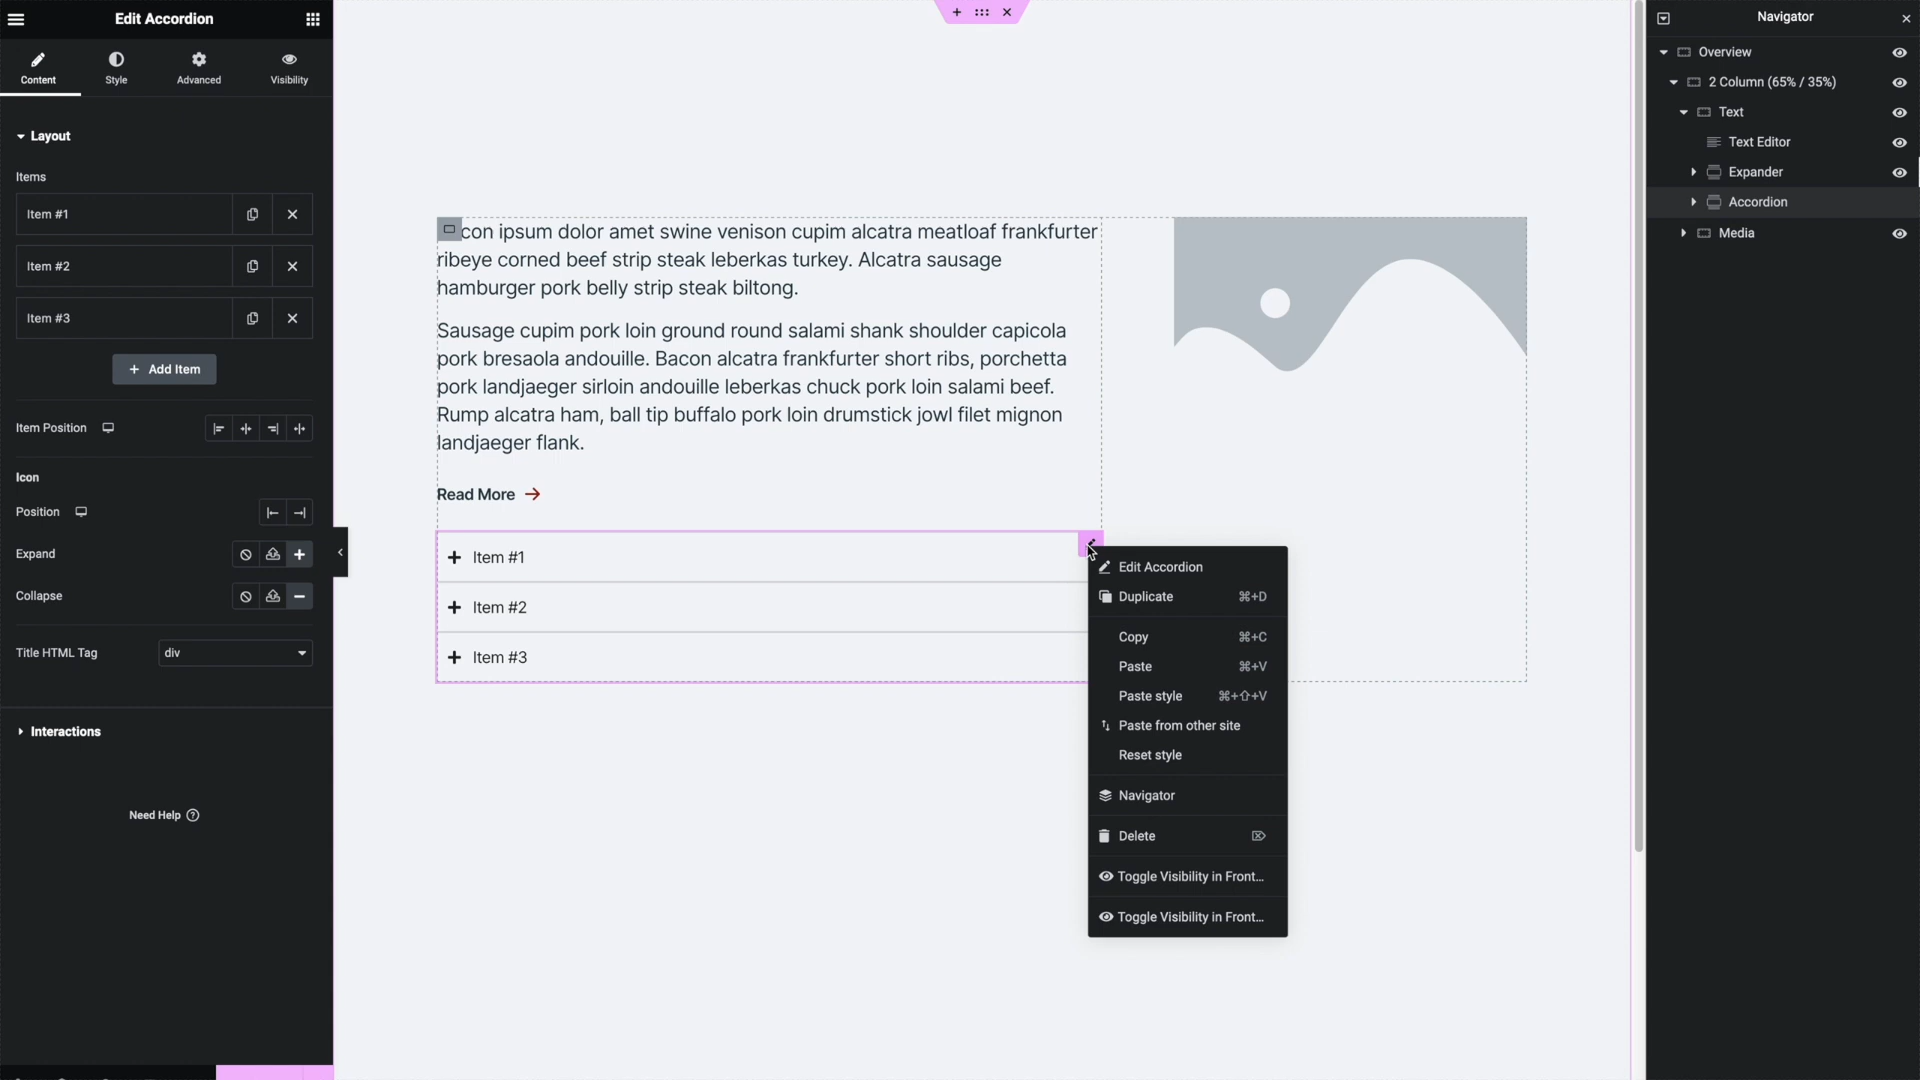 Edit Accordion
Content
Style
Advanced
Visibility
Layout
Items
Item #1
Item #2
Item #3
+ Add Item
Item Position
Icon
Position
Expand
Collapse
Title HTML Tag
div
Interactions
Need Help
con ipsum dolor amet swine venison cupim alcatra meatloaf frankfurter
ribeye corned beef strip steak leberkas turkey. Alcatra sausage
hamburger pork belly strip steak biltong.
Sausage cupim pork loin ground round salami shank shoulder capicola
pork bresaola andouille. Bacon alcatra frankfurter short ribs, porchetta
pork landjaeger sirloin andouille leberkas chuck pork loin salami beef.
Rump alcatra ham, ball tip buffalo pork loin drumstick jowl filet mignon
landjaeger flank.
Read More →
Item #1
Item #2
Item #3
Edit Accordion
Duplicate ⌘+D
Copy ⌘+C
Paste ⌘+V
Paste style ⌘+⇧+V
Paste from other site
Reset style
Navigator
Delete
Toggle Visibility in Front...
Toggle Visibility in Front...
Navigator
Overview
2 Column (65% / 35%)
Text
Text Editor
Expander
Accordion
Media